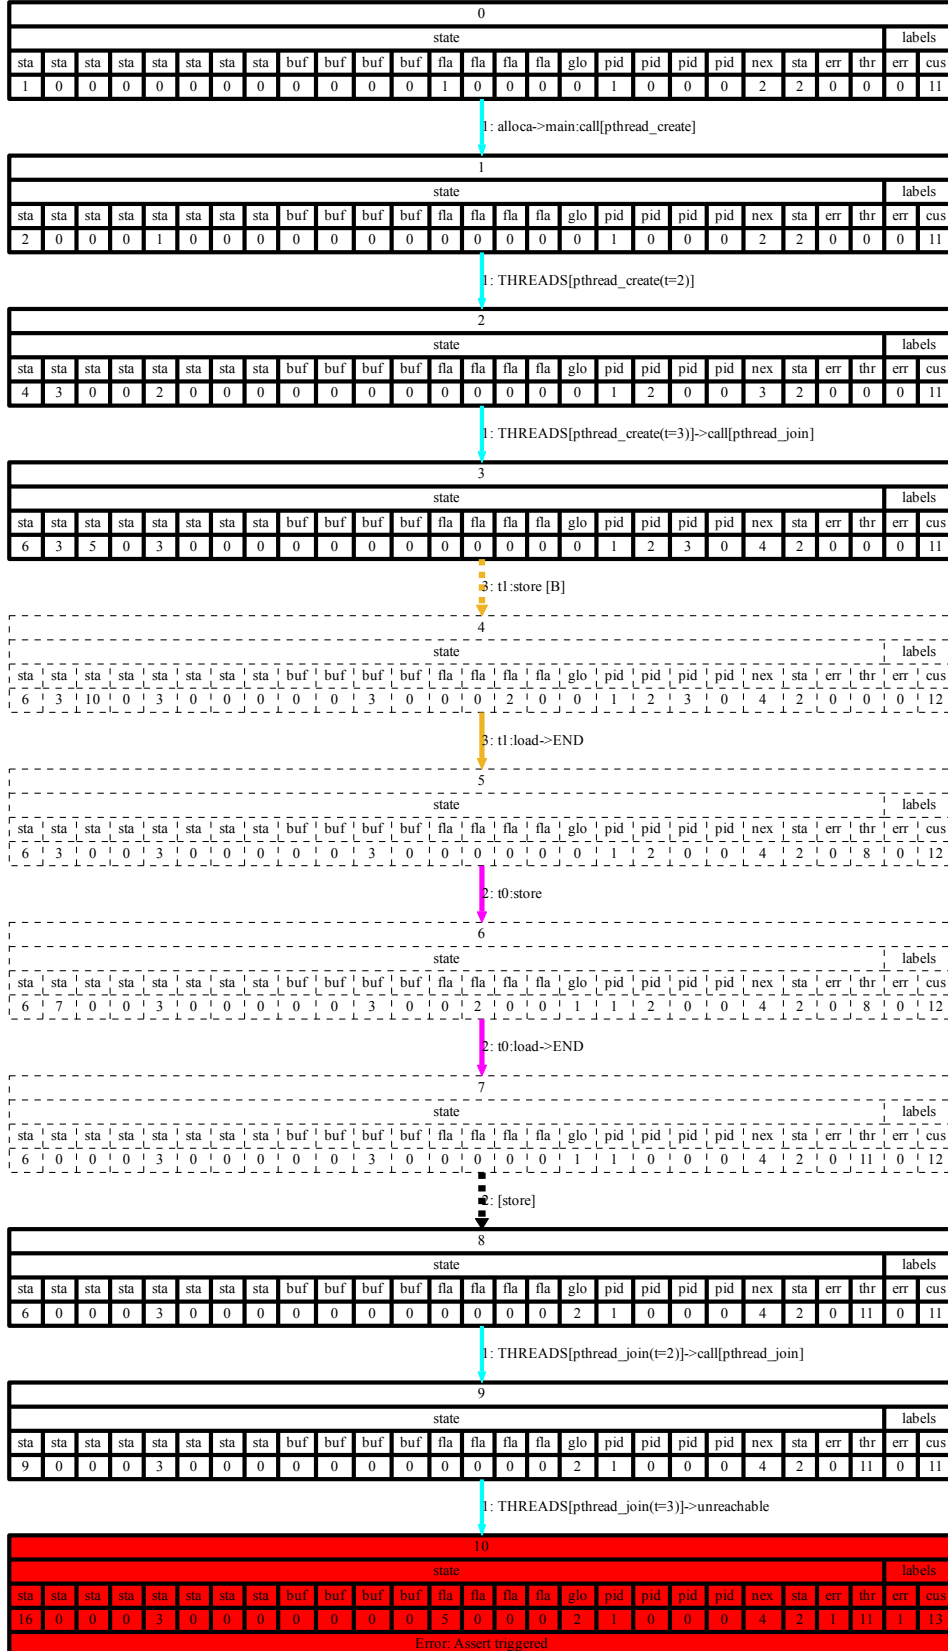 0
state labels
sta sta sta sta sta sta sta sta buf buf buf buf fla fla fla fla glo pid pid pid pid nex sta err thr err cus
1 0 0 0 0 0 0 0 0 0 0 0 1 0 0 0 0 1 0 0 0 2 2 0 0 0 11
1: alloca->main:call[pthread_create]
1
state labels
sta sta sta sta sta sta sta sta buf buf buf buf fla fla fla fla glo pid pid pid pid nex sta err thr err cus
2 0 0 0 1 0 0 0 0 0 0 0 0 0 0 0 0 1 0 0 0 2 2 0 0 0 11
1: THREADS[pthread_create(t=2)]
2
state labels
sta sta sta sta sta sta sta sta buf buf buf buf fla fla fla fla glo pid pid pid pid nex sta err thr err cus
4 3 0 0 2 0 0 0 0 0 0 0 0 0 0 0 0 1 2 0 0 3 2 0 0 0 11
1: THREADS[pthread_create(t=3)]->call[pthread_join]
3
state labels
sta sta sta sta sta sta sta sta buf buf buf buf fla fla fla fla glo pid pid pid pid nex sta err thr err cus
6 3 5 0 3 0 0 0 0 0 0 0 0 0 0 0 0 1 2 3 0 4 2 0 0 0 11
3: t1:store [B]
4
state labels
sta sta sta sta sta sta sta sta buf buf buf buf fla fla fla fla glo pid pid pid pid nex sta err thr err cus
6 3 10 0 3 0 0 0 0 0 3 0 0 0 2 0 0 1 2 3 0 4 2 0 0 0 12
3: t1:load->END
5
state labels
sta sta sta sta sta sta sta sta buf buf buf buf fla fla fla fla glo pid pid pid pid nex sta err thr err cus
6 3 0 0 3 0 0 0 0 0 3 0 0 0 0 0 0 1 2 0 0 4 2 0 8 0 12
2: t0:store
6
state labels
sta sta sta sta sta sta sta sta buf buf buf buf fla fla fla fla glo pid pid pid pid nex sta err thr err cus
6 7 0 0 3 0 0 0 0 0 3 0 0 2 0 0 1 1 2 0 0 4 2 0 8 0 12
2: t0:load->END
7
state labels
sta sta sta sta sta sta sta sta buf buf buf buf fla fla fla fla glo pid pid pid pid nex sta err thr err cus
6 0 0 0 3 0 0 0 0 0 3 0 0 0 0 0 1 1 0 0 0 4 2 0 11 0 12
2: [store]
8
state labels
sta sta sta sta sta sta sta sta buf buf buf buf fla fla fla fla glo pid pid pid pid nex sta err thr err cus
6 0 0 0 3 0 0 0 0 0 0 0 0 0 0 0 2 1 0 0 0 4 2 0 11 0 11
1: THREADS[pthread_join(t=2)]->call[pthread_join]
9
state labels
sta sta sta sta sta sta sta sta buf buf buf buf fla fla fla fla glo pid pid pid pid nex sta err thr err cus
9 0 0 0 3 0 0 0 0 0 0 0 0 0 0 0 2 1 0 0 0 4 2 0 11 0 11
1: THREADS[pthread_join(t=3)]->unreachable
10
state labels
sta sta sta sta sta sta sta sta buf buf buf buf fla fla fla fla glo pid pid pid pid nex sta err thr err cus
16 0 0 0 3 0 0 0 0 0 0 0 5 0 0 0 2 1 0 0 0 4 2 1 11 1 13
Error: Assert triggered